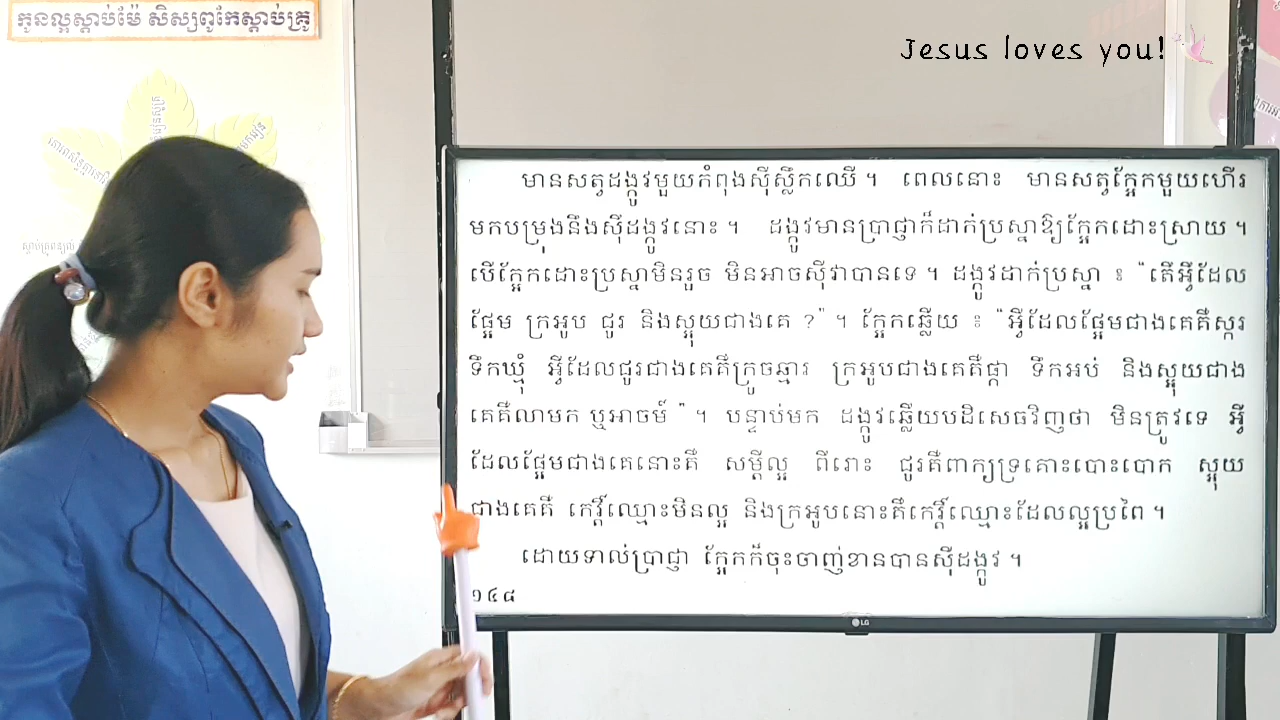 កូនល្អស្ដាប់ម៉ែ សិស្សពូកែស្ដាប់គ្រូ
Jesus loves you!
មានសត្វដង្កូវមួយកំពុងស៊ីស្លឹកឈើ ។ ពេលនោះ មានសត្វក្អែកមួយហើរ
មកបម្រុងនឹងស៊ីដង្កូវនោះ ។ ដង្កូវមានប្រាជ្ញាក៏ដាក់ប្រស្នាឱ្យក្អែកដោះស្រាយ ។
បើក្អែកដោះប្រស្នាមិនរួច មិនអាចស៊ីវាបានទេ ។ ដង្កូវដាក់ប្រស្នា ៖ “តើអ្វីដែល
ផ្អែម ក្រអូប ជូរ និងស្អុយជាងគេ ?” ។ ក្អែកឆ្លើយ ៖ “អ្វីដែលផ្អែមជាងគេគឺស្ករ
ទឹកឃ្មុំ អ្វីដែលជូរជាងគេគឺក្រូចឆ្មារ ក្រអូបជាងគេគឺផ្កា ទឹកអប់ និងស្អុយជាង
គេគឺលាមក ឬអាចម៍ ” ។ បន្ទាប់មក ដង្កូវឆ្លើយបដិសេធវិញថា មិនត្រូវទេ អ្វី
ដែលផ្អែមជាងគេនោះគឺ សម្ដីល្អ ពីរោះ ជូរគឺពាក្យទ្រគោះបោះបោក ស្អុយ
ជាងគេគឺ កេរ្តិ៍ឈ្មោះមិនល្អ និងក្រអូបនោះគឺកេរ្តិ៍ឈ្មោះដែលល្អប្រពៃ ។
ដោយទាល់ប្រាជ្ញា ក្អែកក៏ចុះចាញ់ខានបានស៊ីដង្កូវ ។
១៤៨
LG